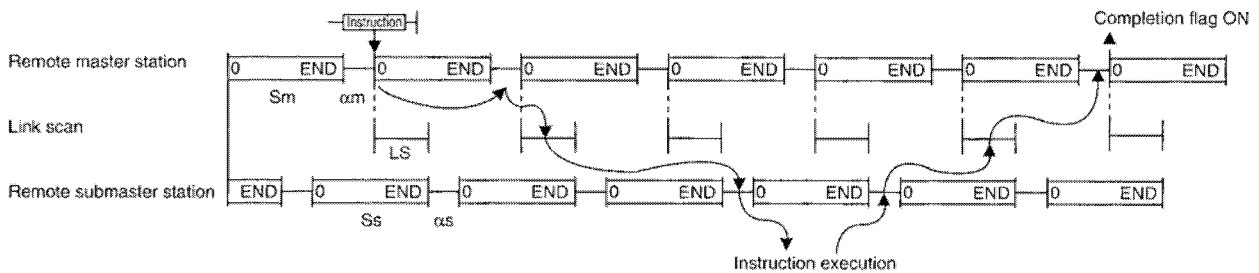 Instruction
Completion flag ON
Remote master station
0 END 0 END 0 END 0 END 0 END 0 END 0
Sm αm
Link scan
LS
Remote submaster station
END 0 END 0 END 0 END 0 END 0 END 0 END
Ss αs
Instruction execution